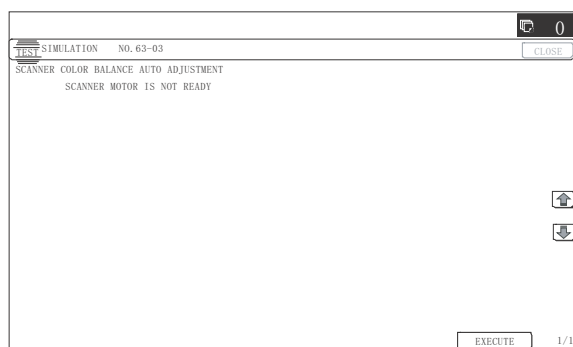 0
TEST SIMULATION NO. 63-03
CLOSE
SCANNER COLOR BALANCE AUTO ADJUSTMENT
SCANNER MOTOR IS NOT READY
EXECUTE 1/1